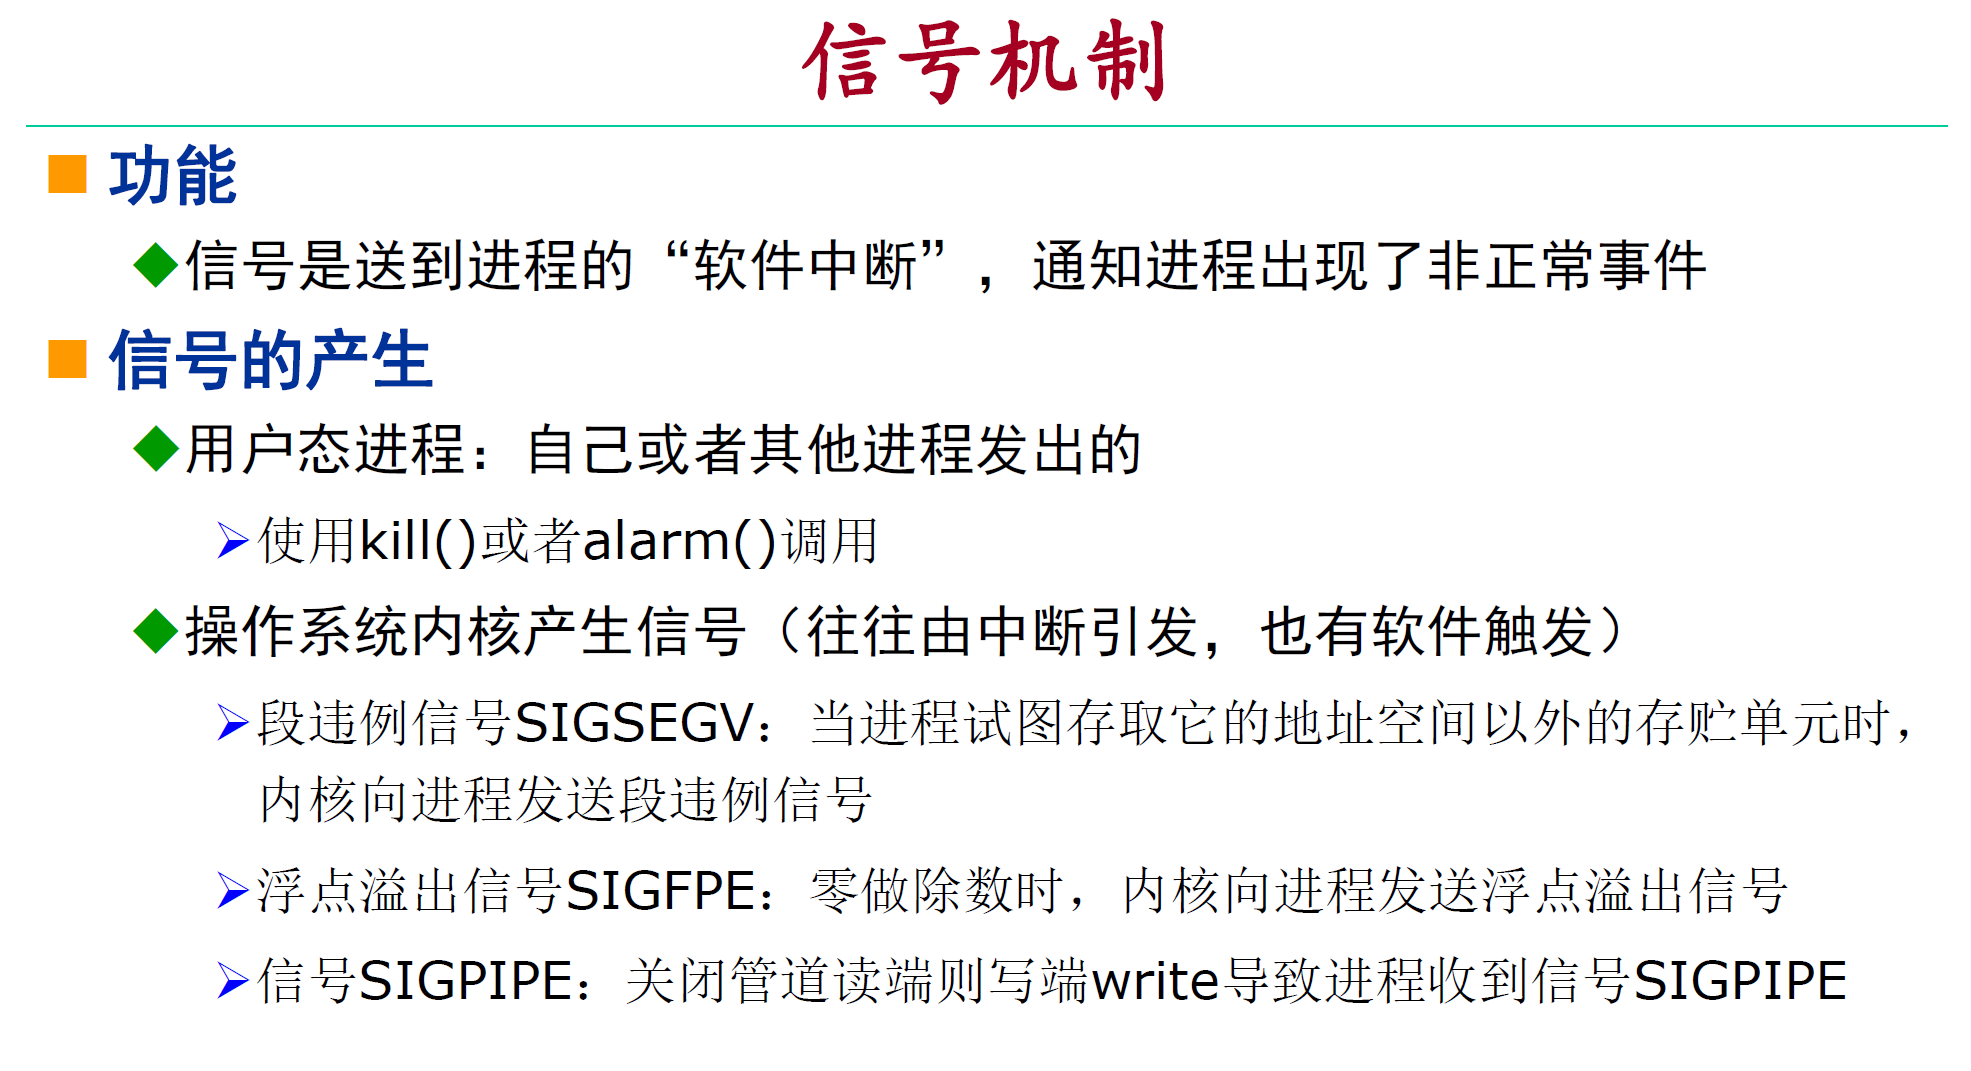 信号机制
功能
信号是送到进程的“软件中断”，通知进程出现了非正常事件
信号的产生
用户态进程：自己或者其他进程发出的
使用kill()或者alarm()调用
操作系统内核产生信号（往往由中断引发，也有软件触发）
段违例信号SIGSEGV：当进程试图存取它的地址空间以外的存贮单元时，
内核向进程发送段违例信号
浮点溢出信号SIGFPE：零做除数时，内核向进程发送浮点溢出信号
信号SIGPIPE：关闭管道读端则写端write导致进程收到信号SIGPIPE